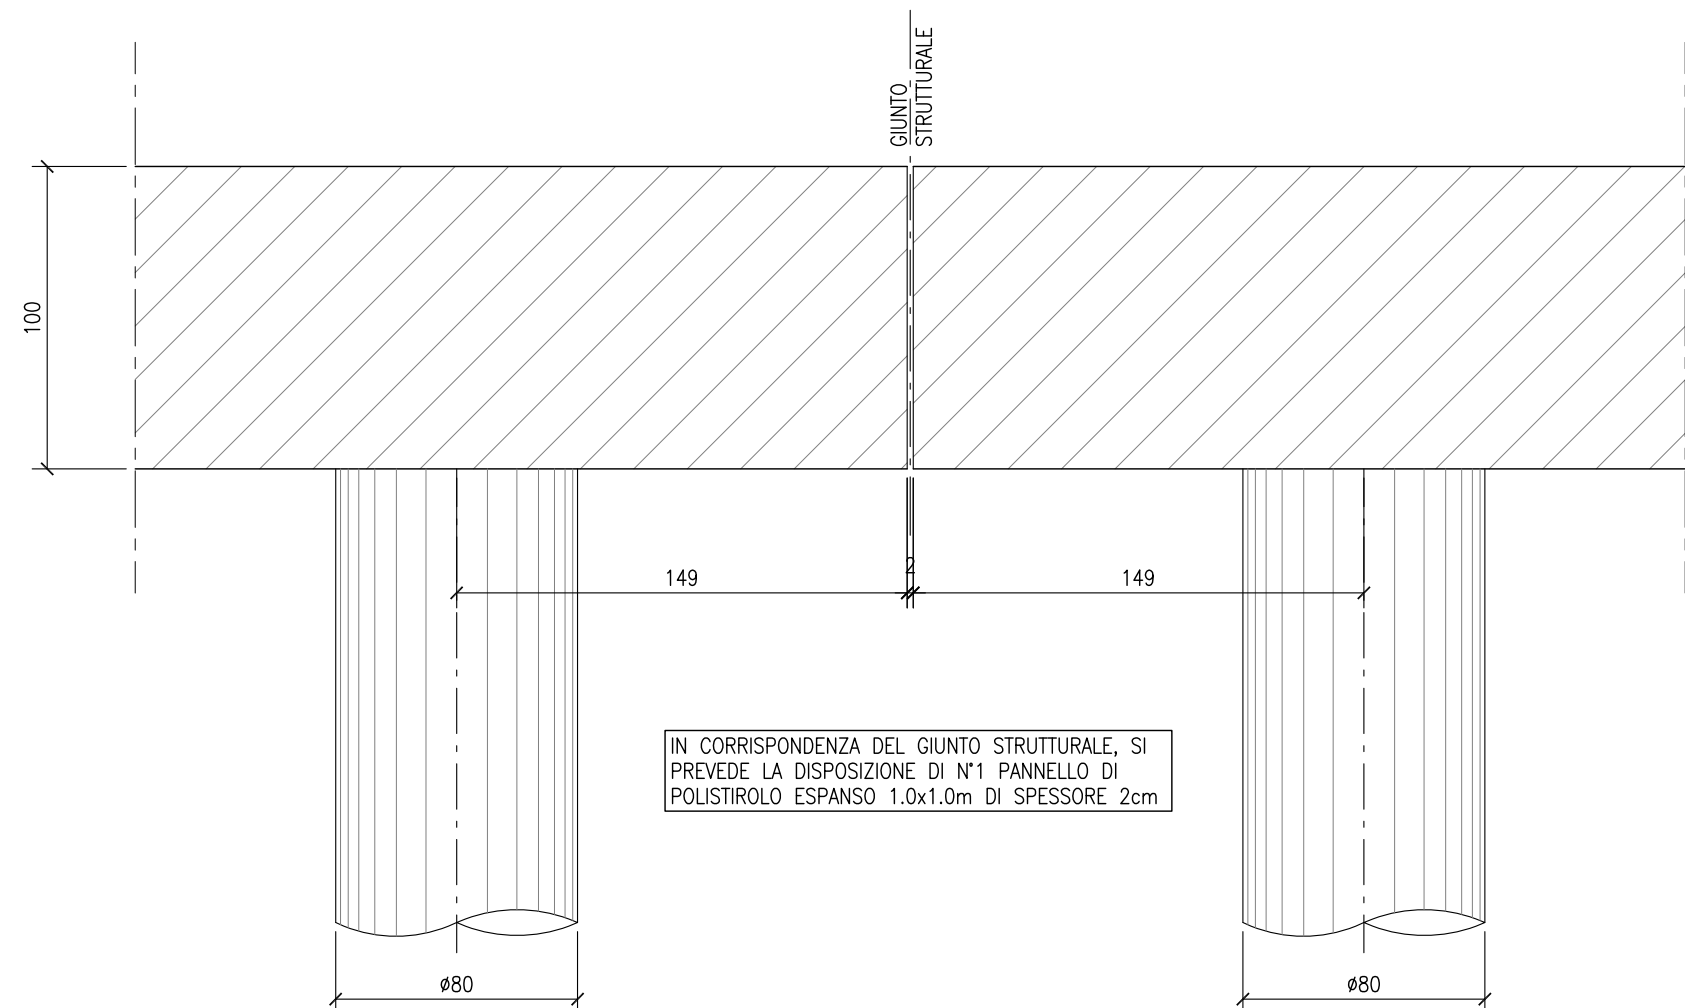 GIUNTO
STRUTTURALE
100
149
2
149
IN CORRISPONDENZA DEL GIUNTO STRUTTURALE, SI
PREVEDE LA DISPOSIZIONE DI N°1 PANNELLO DI
POLISTIROLO ESPANSO 1.0x1.0m DI SPESSORE 2cm
ø80
ø80